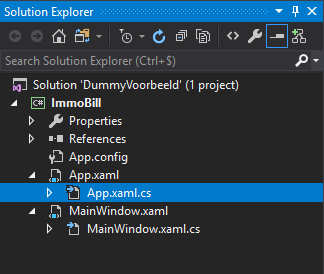 Solution Explorer
Search Solution Explorer (Ctrl+$)
Solution 'DummyVoorbeeld' (1 project)
C# ImmoBill
Properties
References
App.config
App.xaml
App.xaml.cs
MainWindow.xaml
MainWindow.xaml.cs